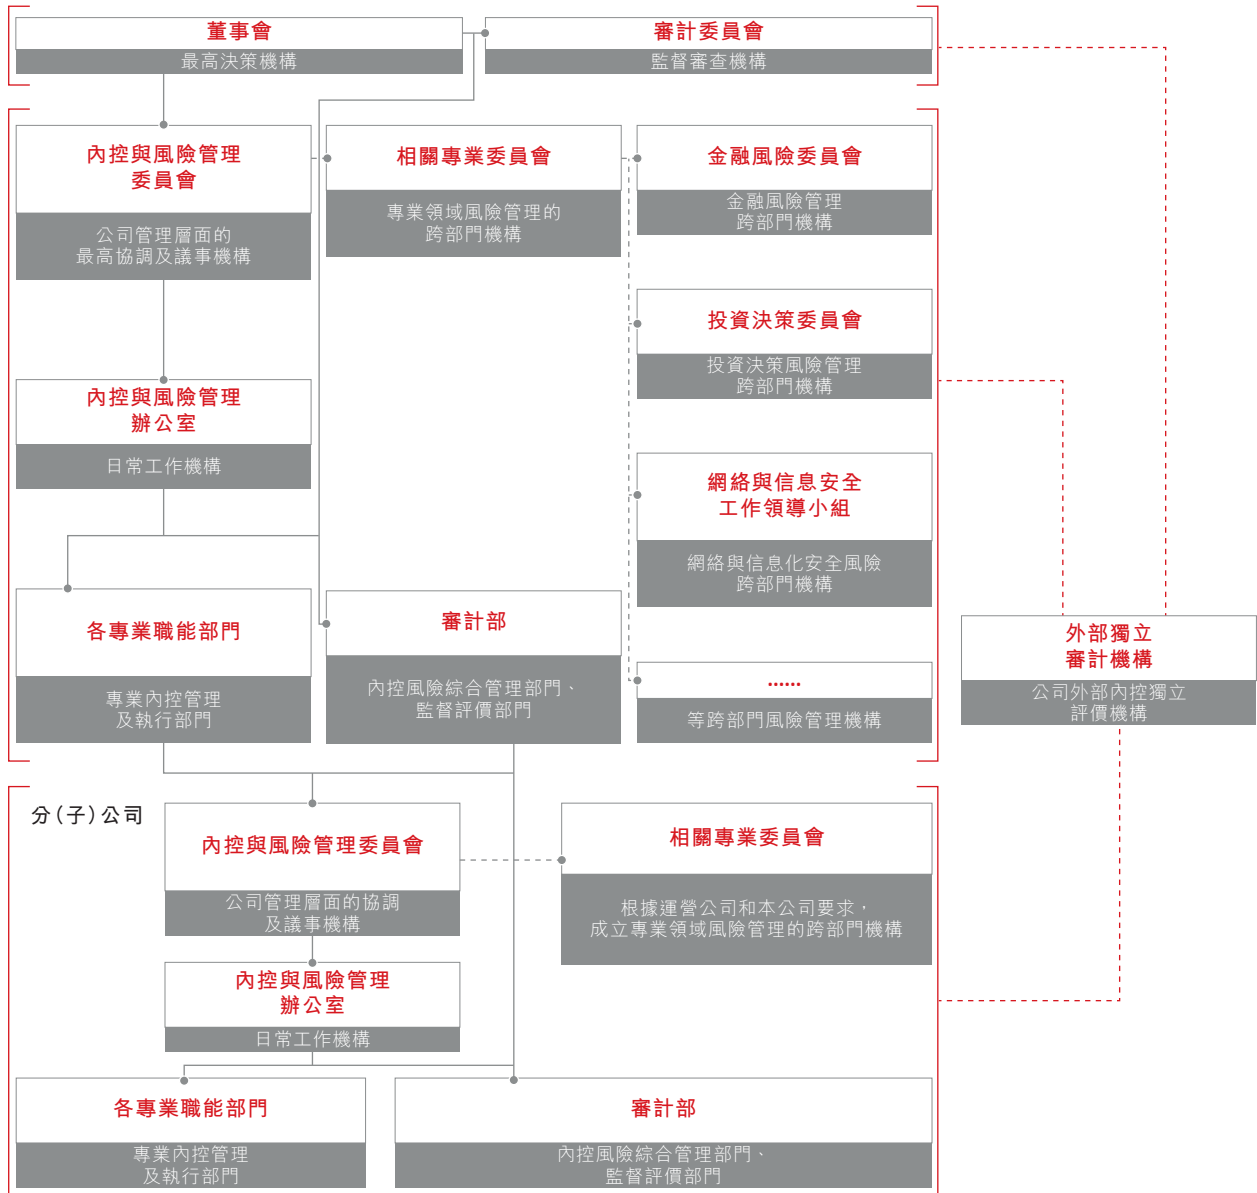 董事會
最高決策機構
審計委員會
監督審查機構
內控與風險管理
委員會
公司管理層面的
最高協調及議事機構
相關專業委員會
專業領域風險管理的
跨部門機構
金融風險委員會
金融風險管理
跨部門機構
投資決策委員會
投資決策風險管理
跨部門機構
內控與風險管理
辦公室
日常工作機構
網絡與信息安全
工作領導小組
網絡與信息化安全風險
跨部門機構
各專業職能部門
專業內控管理
及執行部門
審計部
內控風險綜合管理部門、
監督評價部門
......
等跨部門風險管理機構
外部獨立
審計機構
公司外部內控獨立
評價機構
分(子)公司
內控與風險管理委員會
公司管理層面的協調
及議事機構
相關專業委員會
根據運營公司和本公司要求，
成立專業領域風險管理的跨部門機構
內控與風險管理
辦公室
日常工作機構
各專業職能部門
專業內控管理
及執行部門
審計部
內控風險綜合管理部門、
監督評價部門